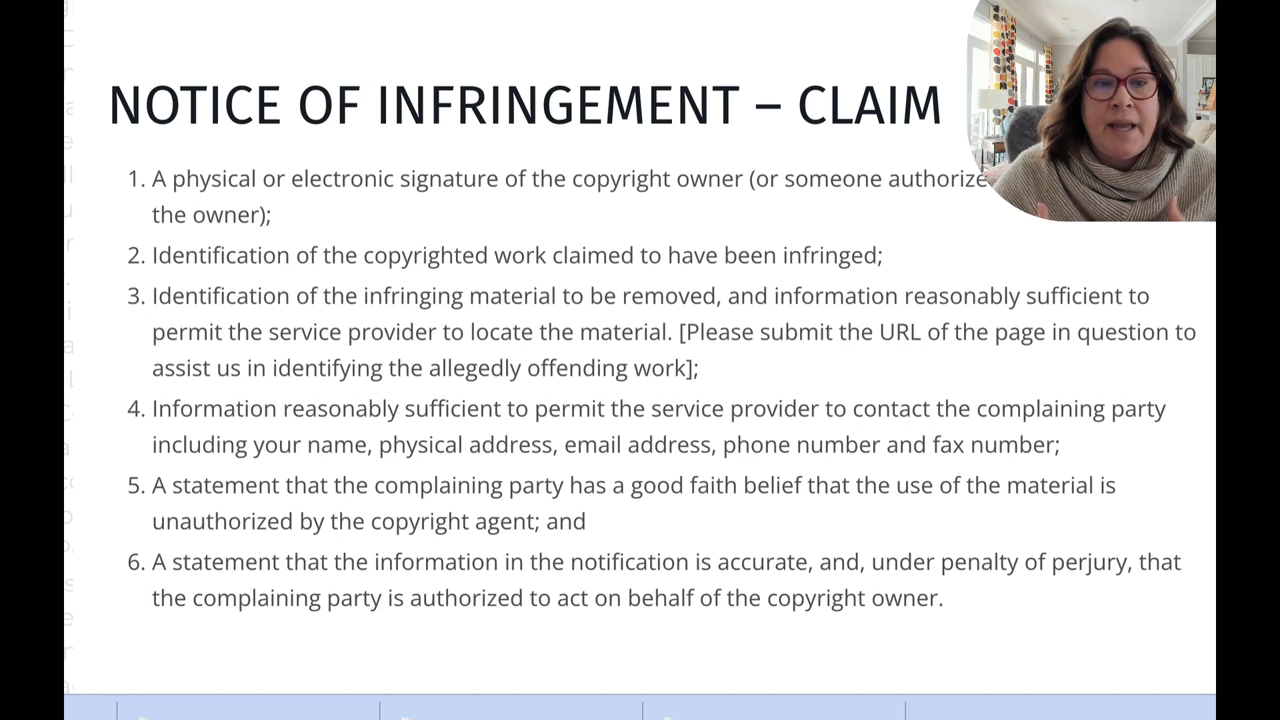 NOTICE OF INFRINGEMENT – CLAIM
1. A physical or electronic signature of the copyright owner (or someone
the owner);
2. Identification of the copyrighted work claimed to have been infringed;
3. Identification of the infringing material to be removed, and information reasonably sufficient to
permit the service provider to locate the material. [Please submit the URL of the page in question to
assist us in identifying the allegedly offending work];
4. Information reasonably sufficient to permit the service provider to contact the complaining party
including your name, physical address, email address, phone number and fax number;
5. A statement that the complaining party has a good faith belief that the use of the material is
unauthorized by the copyright agent; and
6. A statement that the information in the notification is accurate, and, under penalty of perjury, that
the complaining party is authorized to act on behalf of the copyright owner.